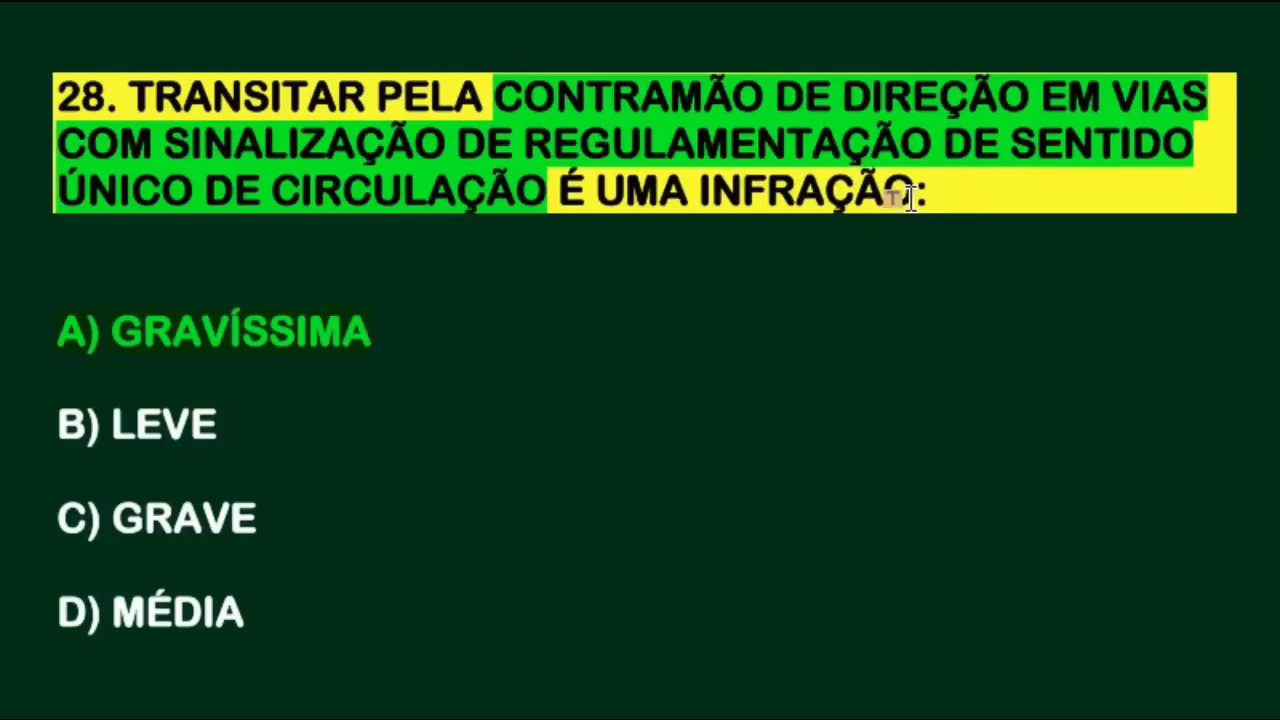 28. TRANSITAR PELA CONTRAMÃO DE DIREÇÃO EM VIAS
COM SINALIZAÇÃO DE REGULAMENTAÇÃO DE SENTIDO
ÚNICO DE CIRCULAÇÃO É UMA INFRAÇÃO:
A) GRAVÍSSIMA
B) LEVE
C) GRAVE
D) MÉDIA